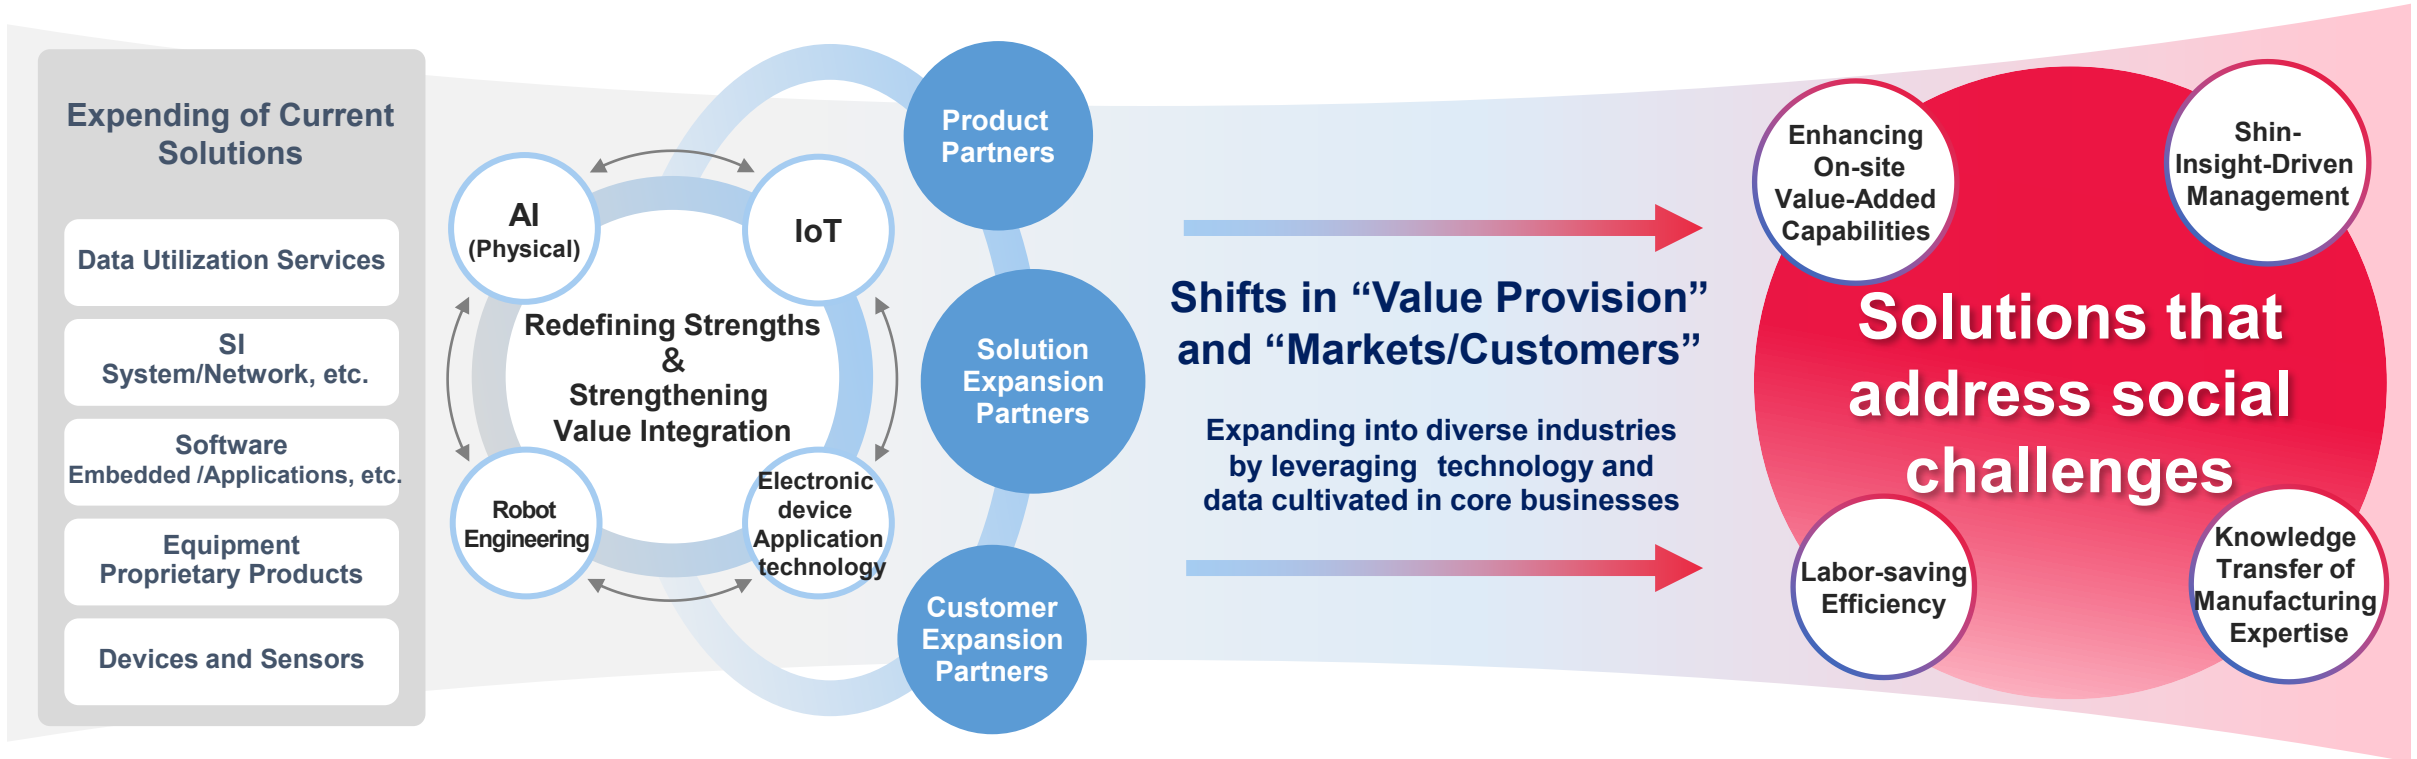 Expending of Current
Solutions
Data Utilization Services
SI
System/Network, etc.
Software
Embedded /Applications, etc.
Equipment
Proprietary Products
Devices and Sensors
AI
(Physical)
IoT
Redefining Strengths
&
Strengthening
Value Integration
Robot
Engineering
Electronic
device
Application
technology
Product
Partners
Solution
Expansion
Partners
Customer
Expansion
Partners
Shifts in “Value Provision”
and “Markets/Customers”
Expanding into diverse industries
by leveraging technology and
data cultivated in core businesses
Enhancing
On-site
Value-Added
Capabilities
Shin-
Insight-Driven
Management
Solutions that
address social
challenges
Labor-saving
Efficiency
Knowledge
Transfer of
Manufacturing
Expertise